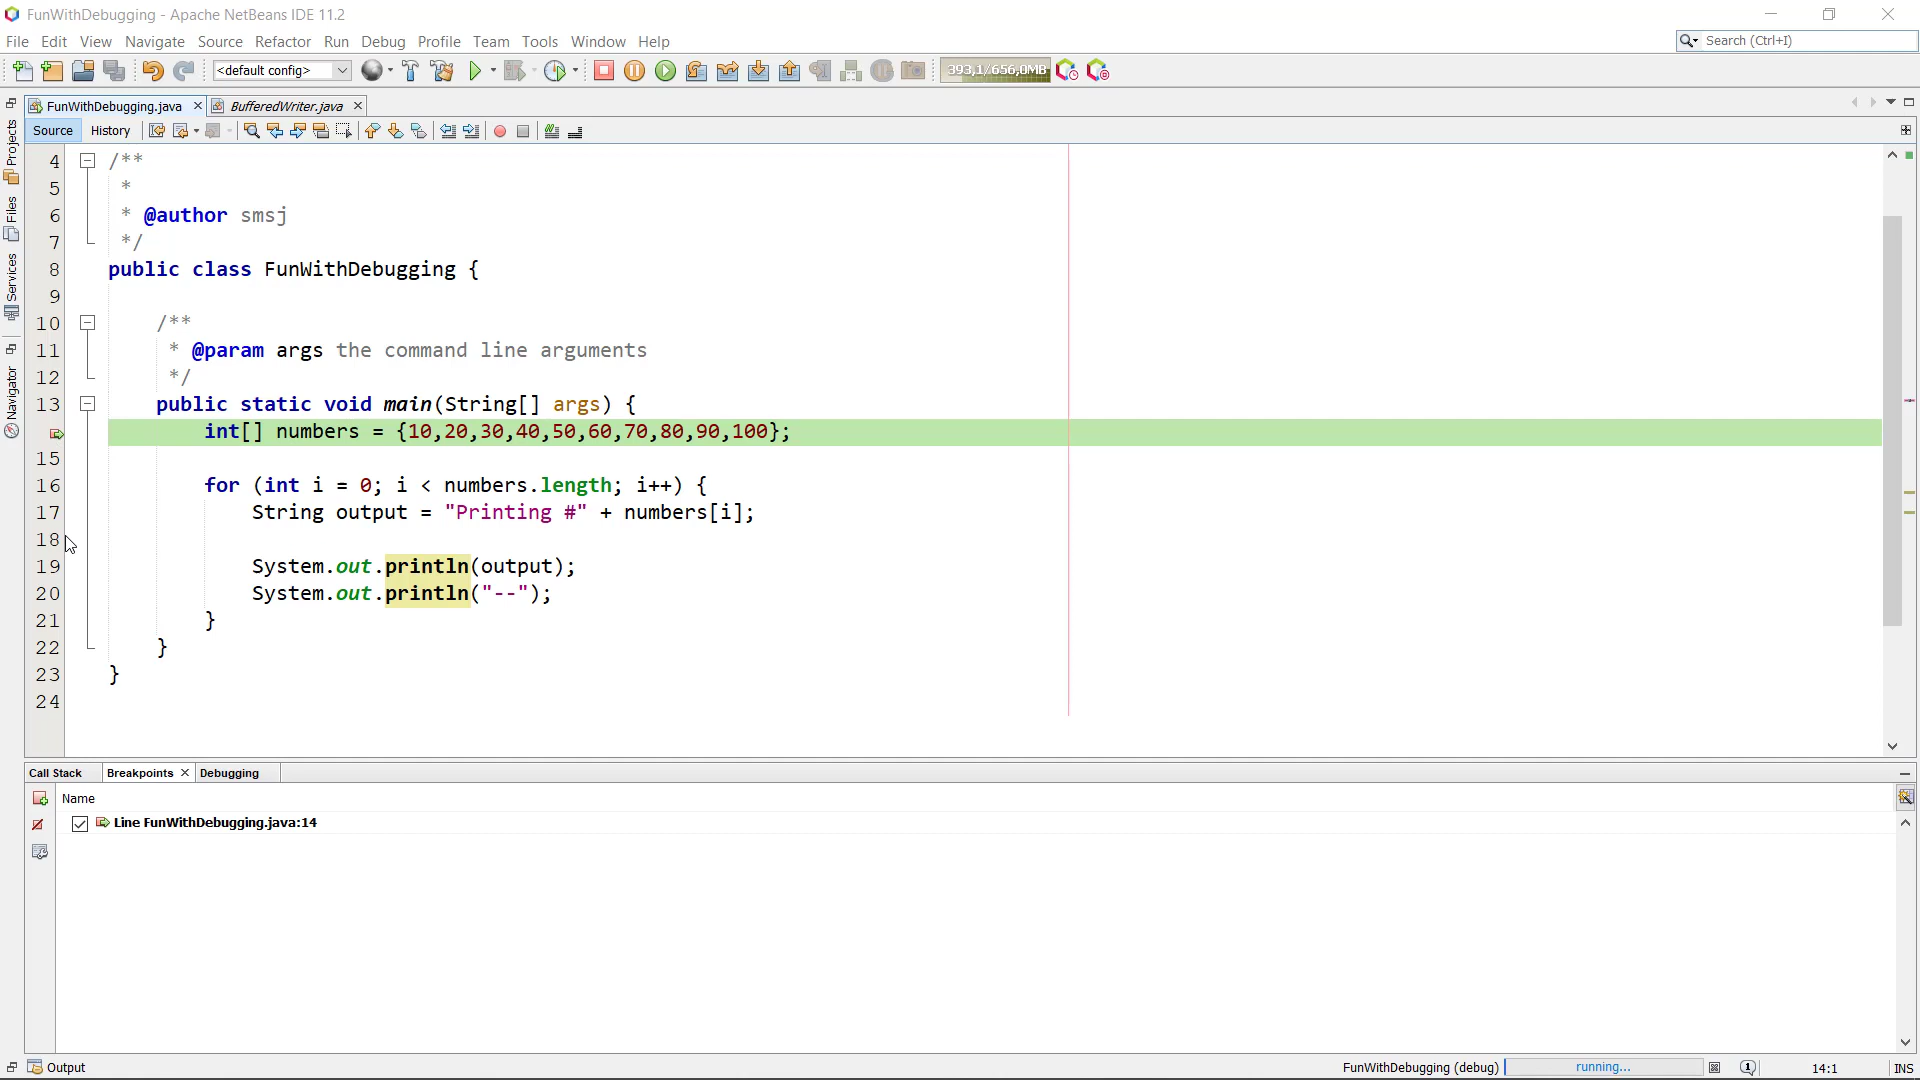 FunWithDebugging - Apache NetBeans IDE 11.2
File Edit View Navigate Source Refactor Run Debug Profile Team Tools Window Help
Search (Ctrl+I)
<default config>
393,1/656,0MB
FunWithDebugging.java BufferedWriter.java
Source History
Projects
Files
Services
Navigator
4 /**
5 *
6 * @author smsj
7 */
8 public class FunWithDebugging {
9
10 /**
11 * @param args the command line arguments
12 */
13 public static void main(String[] args) {
int[] numbers = {10,20,30,40,50,60,70,80,90,100};
15
16 for (int i = 0; i < numbers.length; i++) {
17 String output = "Printing #" + numbers[i];
18
19 System.out.println(output);
20 System.out.println("--");
21 }
22 }
23 }
24
Call Stack Breakpoints Debugging
Name
Line FunWithDebugging.java:14
Output
FunWithDebugging (debug) running... 14:1 INS